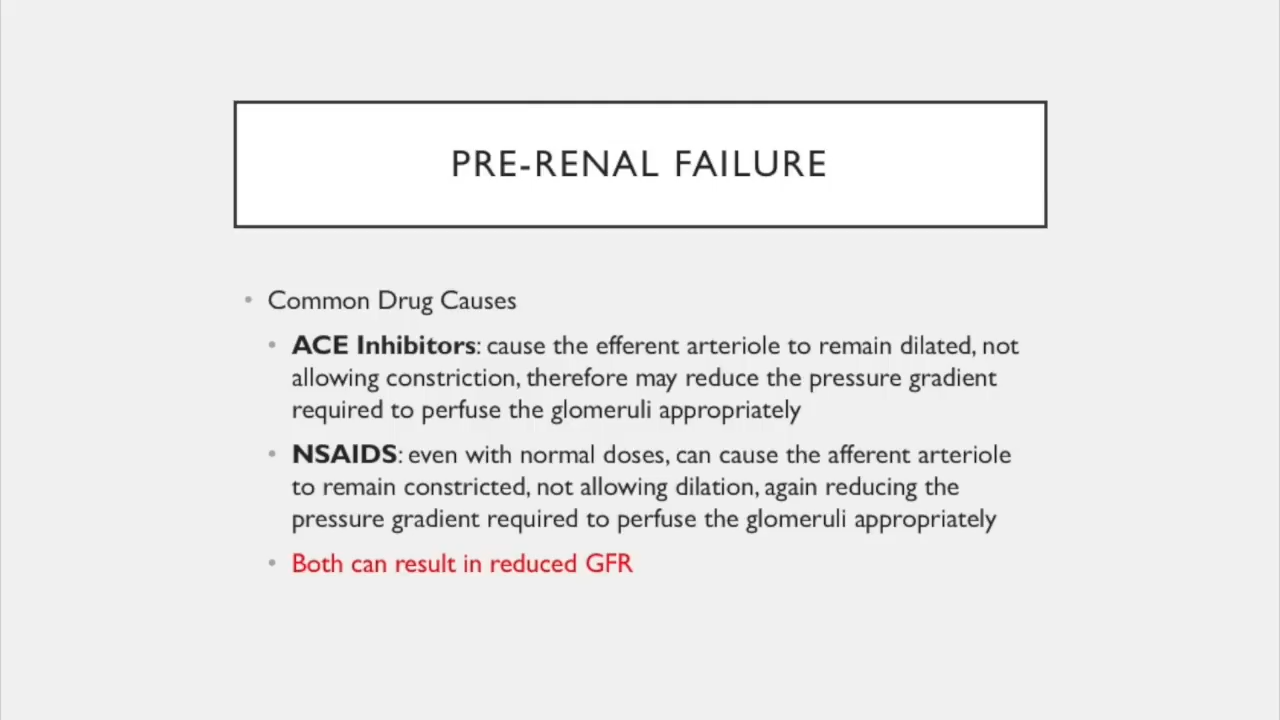 PRE-RENAL FAILURE
• Common Drug Causes
• ACE Inhibitors: cause the efferent arteriole to remain dilated, not
allowing constriction, therefore may reduce the pressure gradient
required to perfuse the glomeruli appropriately
• NSAIDS: even with normal doses, can cause the afferent arteriole
to remain constricted, not allowing dilation, again reducing the
pressure gradient required to perfuse the glomeruli appropriately
• Both can result in reduced GFR